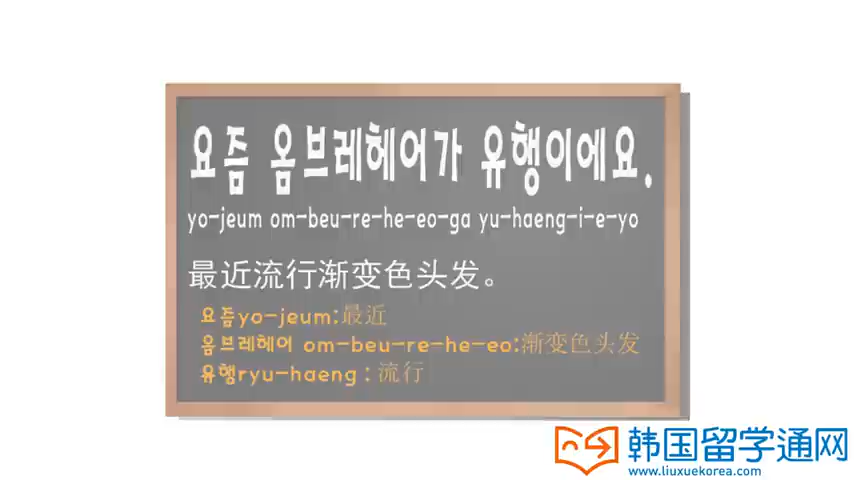 요즘 옴브레헤어가 유행이에요.
yo-jeum om-beu-re-he-eo-ga yu-haeng-i-e-yo
最近流行渐变色头发。
요즘yo-jeum:最近
옴브레헤어 om-beu-re-he-eo:渐变色头发
유행ryu-haeng : 流行
韩国留学通网
www.liuxuekorea.com